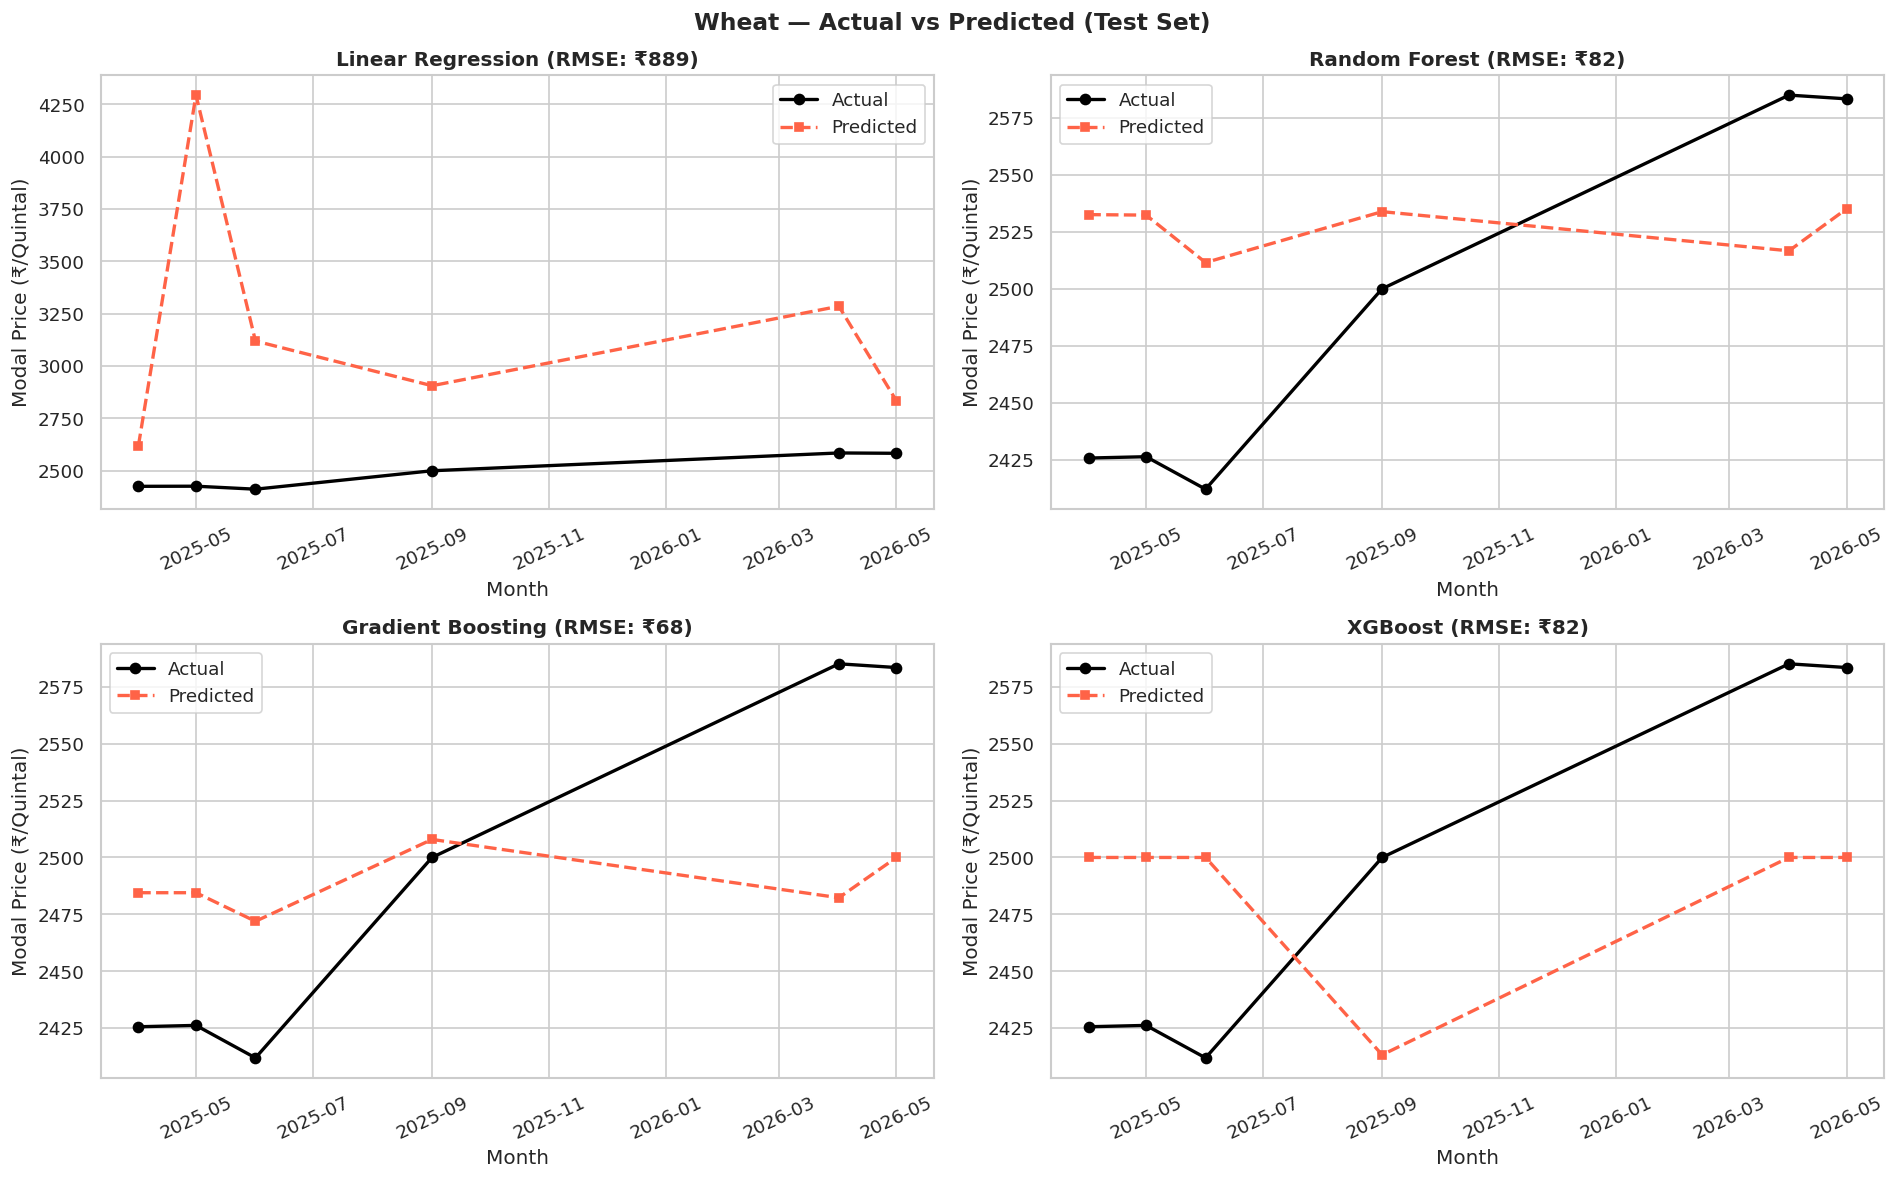 Wheat — Actual vs Predicted (Test Set)
Linear Regression (RMSE: ₹889)
Modal Price (₹/Quintal)
4250
4000
3750
3500
3250
3000
2750
2500
Actual
Predicted
2025-05
2025-07
2025-09
2025-11
2026-01
2026-03
2026-05
Month
Random Forest (RMSE: ₹82)
Modal Price (₹/Quintal)
2575
2550
2525
2500
2475
2450
2425
Actual
Predicted
2025-05
2025-07
2025-09
2025-11
2026-01
2026-03
2026-05
Month
Gradient Boosting (RMSE: ₹68)
Modal Price (₹/Quintal)
2575
2550
2525
2500
2475
2450
2425
Actual
Predicted
2025-05
2025-07
2025-09
2025-11
2026-01
2026-03
2026-05
Month
XGBoost (RMSE: ₹82)
Modal Price (₹/Quintal)
2575
2550
2525
2500
2475
2450
2425
Actual
Predicted
2025-05
2025-07
2025-09
2025-11
2026-01
2026-03
2026-05
Month